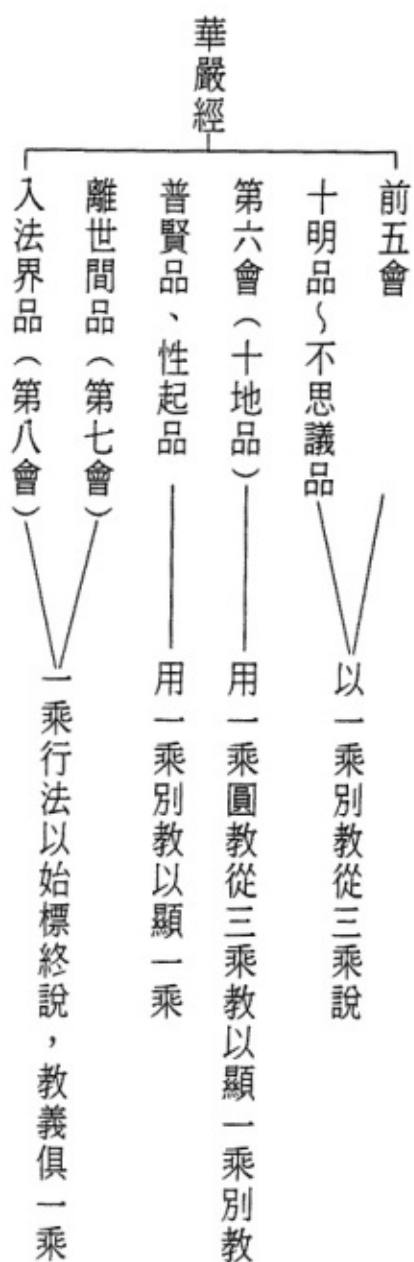 華嚴經
前五會
十明品～不思議品
以一乘別教從三乘說
第六會（十地品）
用一乘圓教從三乘教以顯一乘別教
普賢品、性起品
用一乘別教以顯一乘
離世間品（第七會）
入法界品（第八會）
一乘行法以始標終說，教義俱一乘